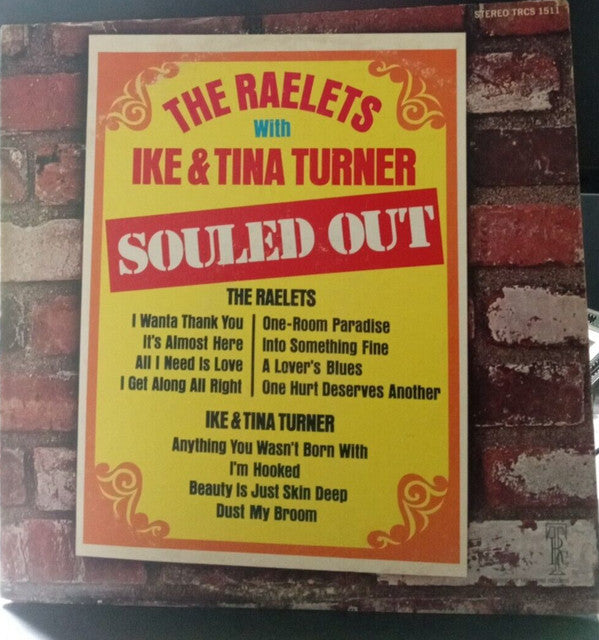 STEREO TRCS 1511
THE RAELETS
With
IKE & TINA TURNER
SOULED OUT
THE RAELETS
I Wanta Thank You
It's Almost Here
All I Need Is Love
I Get Along All Right
One-Room Paradise
Into Something Fine
A Lover's Blues
One Hurt Deserves Another
IKE & TINA TURNER
Anything You Wasn't Born With
I'm Hooked
Beauty Is Just Skin Deep
Dust My Broom
TRC